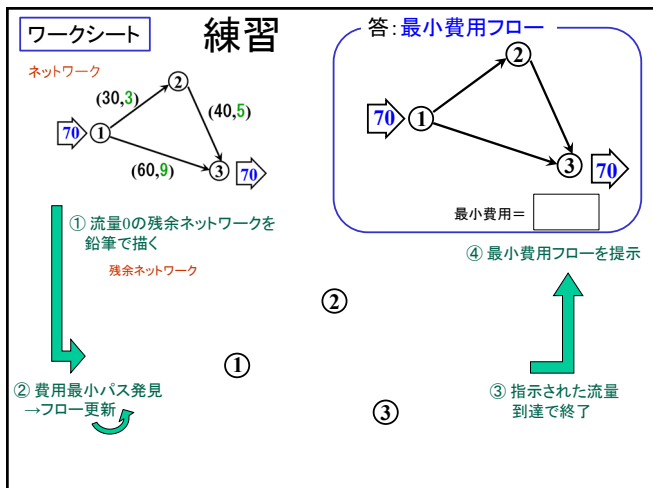 ワークシート
練習
答:最小費用フロー
ネットワーク
(30,3)
2
(40,5)
70
1
(60,9)
3
70
2
70
1
3
70
最小費用=
① 流量0の残余ネットワークを
鉛筆で描く
残余ネットワーク
④ 最小費用フローを提示
2
1
3
② 費用最小パス発見
→フロー更新
③ 指示された流量
到達で終了